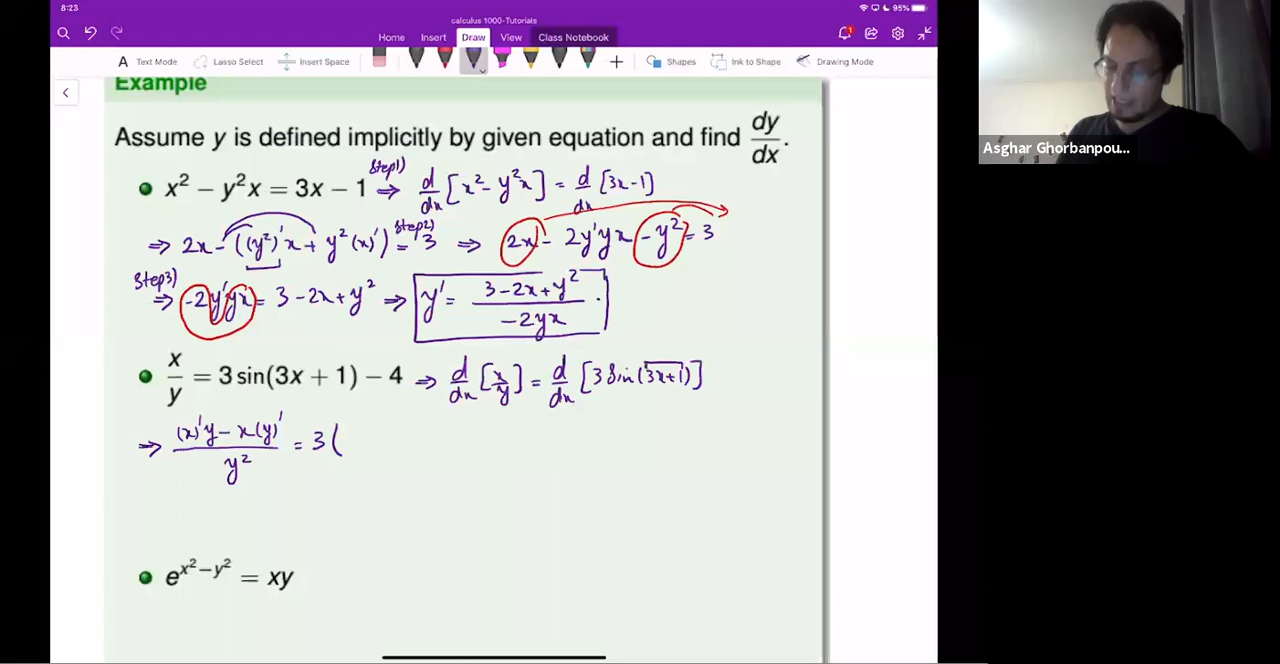 8:23
95%
calculus 1000-Tutorials
Home Insert Draw View Class Notebook
1
A Text Mode Lasso Select Insert Space Shapes Ink to Shape Drawing Mode
Example
Assume y is defined implicitly by given equation and find dy/dx.
x² − y²x = 3x − 1 Step1) ⇒ d/dx [x² − y²x] = d/dx [3x−1]
⇒ 2x − ((y²)'x + y²(x)') = 3 Step2) ⇒ 2x − 2y'yx − y² = 3
Step3) ⇒ −2y'yx = 3 − 2x + y² ⇒ y' = (3 − 2x + y²)/(−2yx) .
x/y = 3 sin(3x + 1) − 4 ⇒ d/dx [x/y] = d/dx [3 Sin(3x+1)]
⇒ ((x)'y − x(y)')/y² = 3(
e^(x²−y²) = xy
Asghar Ghorbanpou...